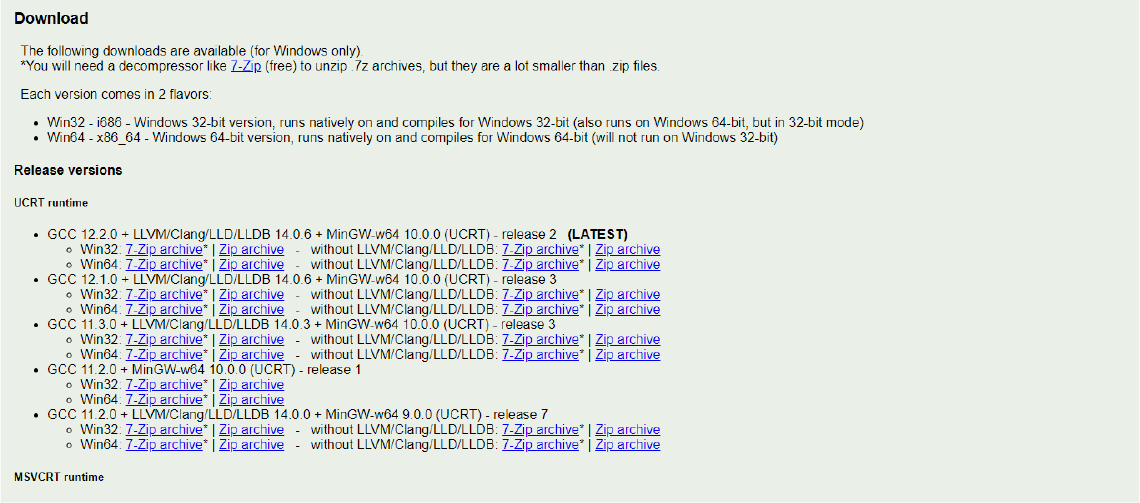 Download
The following downloads are available (for Windows only).
*You will need a decompressor like 7-Zip (free) to unzip .7z archives, but they are a lot smaller than .zip files.
Each version comes in 2 flavors:
• Win32 - i686 - Windows 32-bit version, runs natively on and compiles for Windows 32-bit (also runs on Windows 64-bit, but in 32-bit mode)
• Win64 - x86_64 - Windows 64-bit version, runs natively on and compiles for Windows 64-bit (will not run on Windows 32-bit)
Release versions
UCRT runtime
• GCC 12.2.0 + LLVM/Clang/LLD/LLDB 14.0.6 + MinGW-w64 10.0.0 (UCRT) - release 2 (LATEST)
○ Win32: 7-Zip archive* | Zip archive - without LLVM/Clang/LLD/LLDB: 7-Zip archive* | Zip archive
○ Win64: 7-Zip archive* | Zip archive - without LLVM/Clang/LLD/LLDB: 7-Zip archive* | Zip archive
• GCC 12.1.0 + LLVM/Clang/LLD/LLDB 14.0.6 + MinGW-w64 10.0.0 (UCRT) - release 3
○ Win32: 7-Zip archive* | Zip archive - without LLVM/Clang/LLD/LLDB: 7-Zip archive* | Zip archive
○ Win64: 7-Zip archive* | Zip archive - without LLVM/Clang/LLD/LLDB: 7-Zip archive* | Zip archive
• GCC 11.3.0 + LLVM/Clang/LLD/LLDB 14.0.3 + MinGW-w64 10.0.0 (UCRT) - release 3
○ Win32: 7-Zip archive* | Zip archive - without LLVM/Clang/LLD/LLDB: 7-Zip archive* | Zip archive
○ Win64: 7-Zip archive* | Zip archive - without LLVM/Clang/LLD/LLDB: 7-Zip archive* | Zip archive
• GCC 11.2.0 + MinGW-w64 10.0.0 (UCRT) - release 1
○ Win32: 7-Zip archive* | Zip archive
○ Win64: 7-Zip archive* | Zip archive
• GCC 11.2.0 + LLVM/Clang/LLD/LLDB 14.0.0 + MinGW-w64 9.0.0 (UCRT) - release 7
○ Win32: 7-Zip archive* | Zip archive - without LLVM/Clang/LLD/LLDB: 7-Zip archive* | Zip archive
○ Win64: 7-Zip archive* | Zip archive - without LLVM/Clang/LLD/LLDB: 7-Zip archive* | Zip archive
MSVCRT runtime